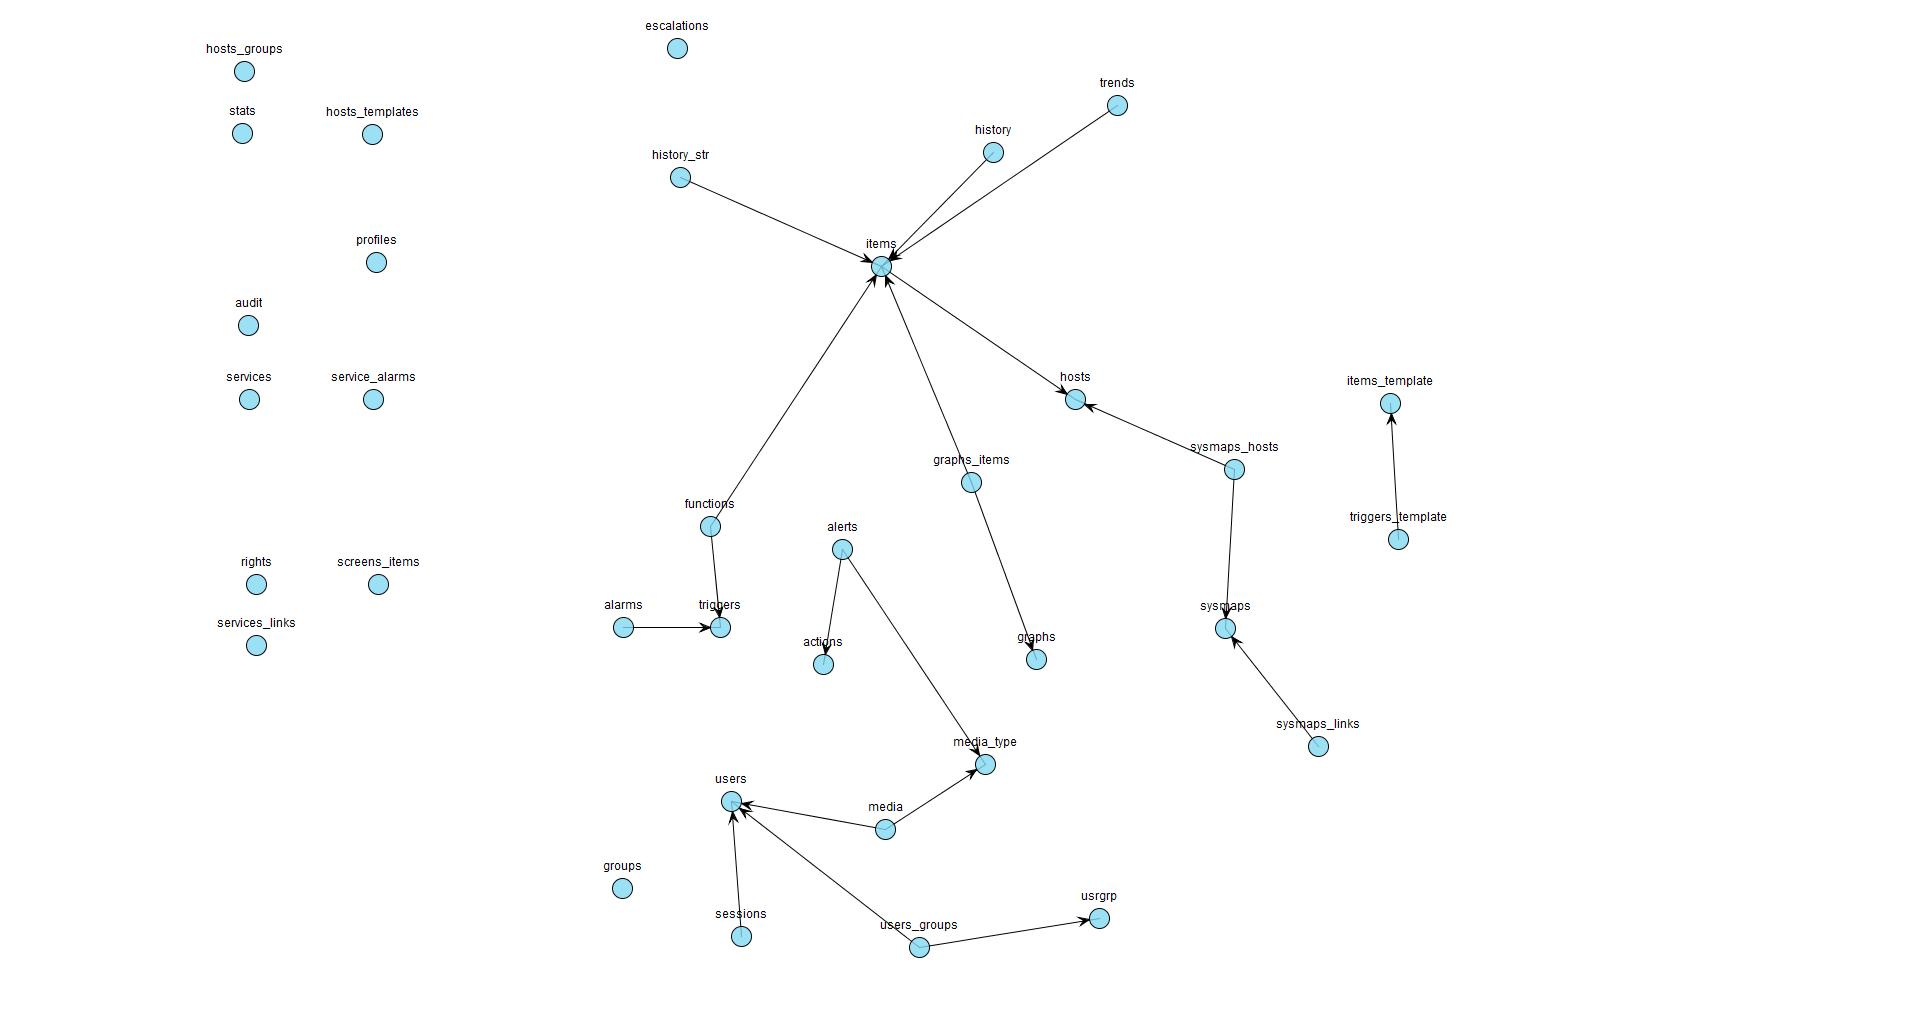 escalations
hosts_groups
trends
stats
hosts_templates
history
history_str
profiles
items
audit
services
service_alarms
hosts
items_template
sysmaps_hosts
graphs_items
functions
triggers_template
alerts
rights
screens_items
alarms
triggers
sysmaps
services_links
actions
graphs
sysmaps_links
media_type
users
media
groups
usrgrp
sessions
users_groups